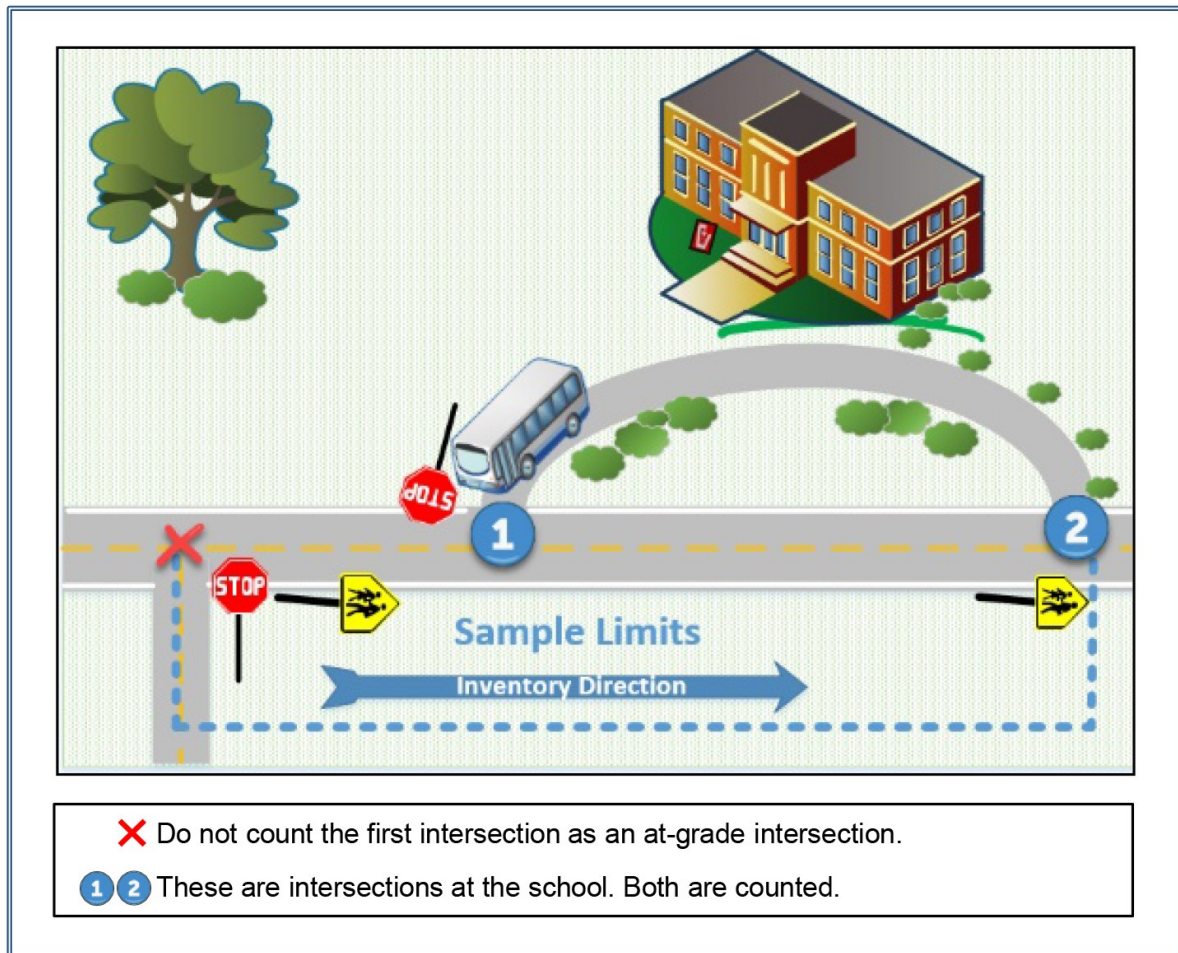 STOP
1
2
STOP
Sample Limits
Inventory Direction
Do not count the first intersection as an at-grade intersection.
1 2 These are intersections at the school. Both are counted.